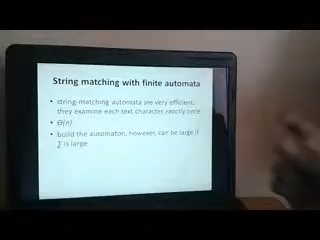 String matching with finite automata
• string-matching automata are very efficient: they examine each text character exactly once
• Θ(n)
• build the automaton, however, can be large if ∑ is large